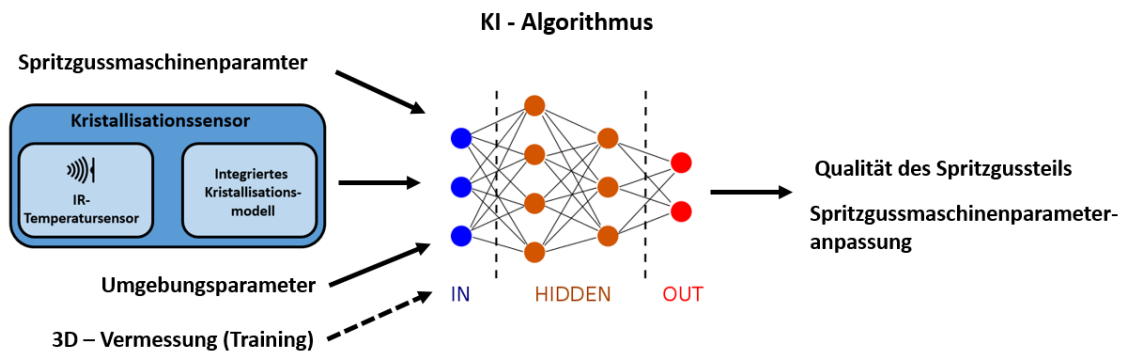 KI - Algorithmus
Spritzgussmaschinenparamter
Kristallisationssensor
IR-
Temperatursensor
Integriertes
Kristallisations-
modell
Umgebungsparameter
3D – Vermessung (Training)
IN
HIDDEN
OUT
Qualität des Spritzgussteils
Spritzgussmaschinenparameter-
anpassung